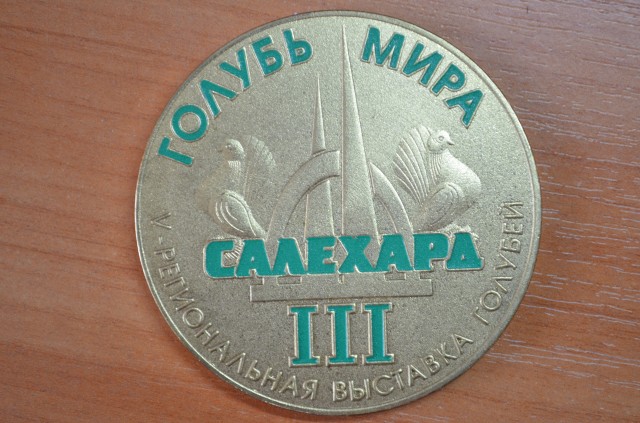 ГОЛУБЬ МИРА
САЛЕХАРД
III
V-РЕГИОНАЛЬНАЯ ВЫСТАВКА ГОЛУБЕЙ